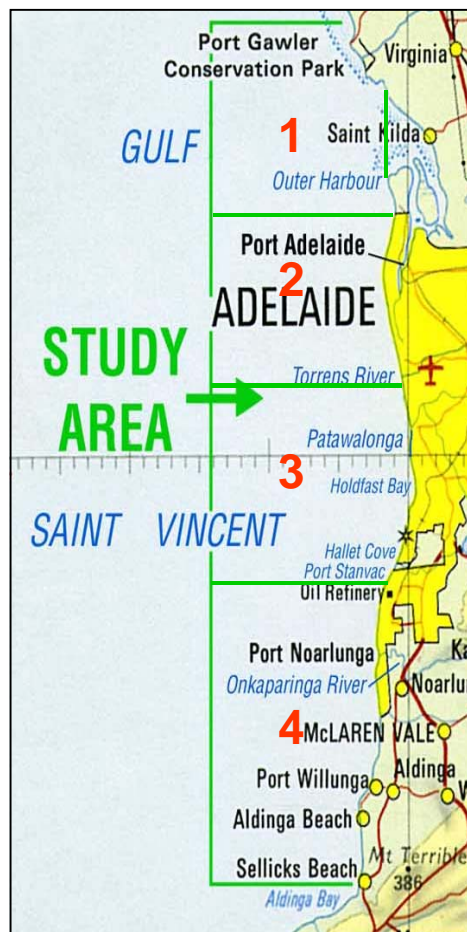 Port Gawler
Conservation Park
Virginia
GULF
1
Saint Kilda
Outer Harbour
Port Adelaide
2
ADELAIDE
STUDY
AREA
Torrens River
Patawalonga
3
Holdfast Bay
SAINT VINCENT
Hallet Cove
Port Stanvac
Oil Refinery
Port Noarlunga
Ka
Onkaparinga River
Noarlu
4
McLAREN VALE
Port Willunga
Aldinga
W
Aldinga Beach
Sellicks Beach
Mt Terrible
386
Aldinga Bay